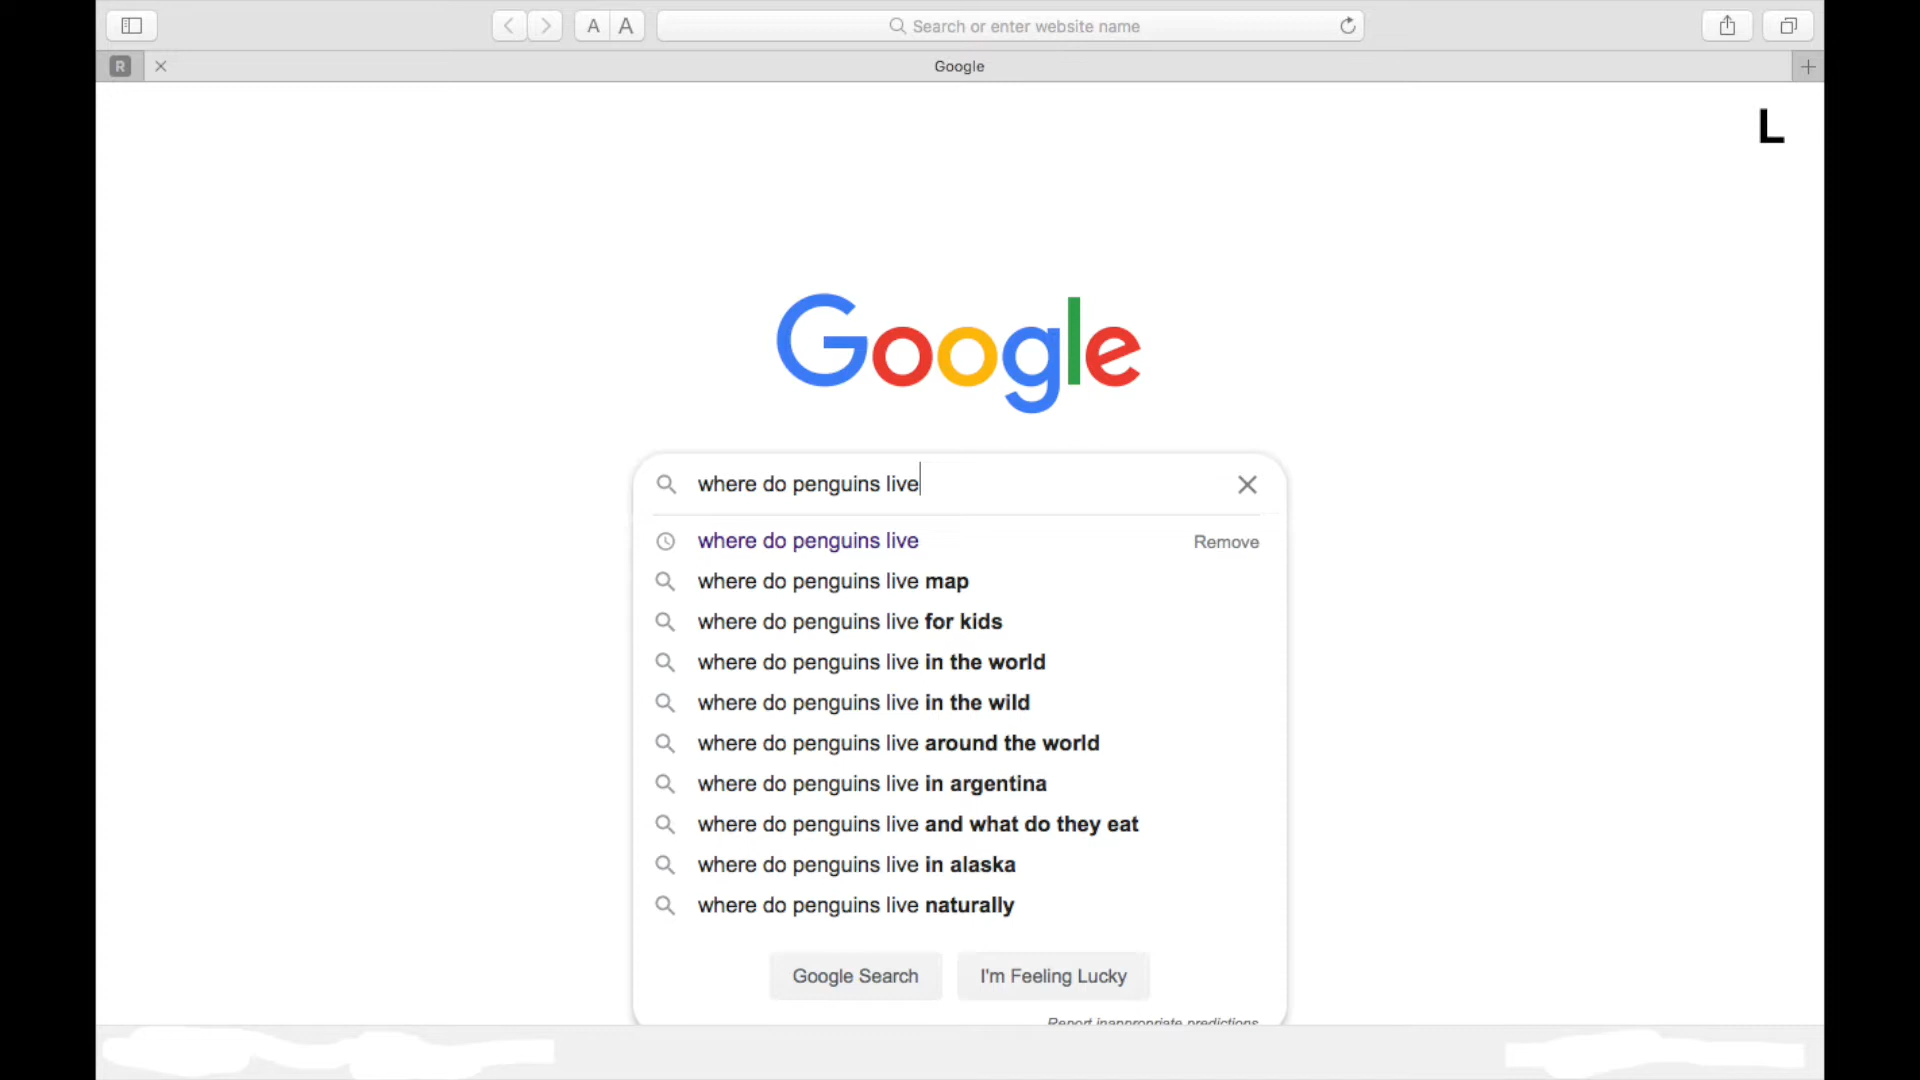 A A Search or enter website name
R Google
L
Google
where do penguins live
where do penguins live Remove
where do penguins live map
where do penguins live for kids
where do penguins live in the world
where do penguins live in the wild
where do penguins live around the world
where do penguins live in argentina
where do penguins live and what do they eat
where do penguins live in alaska
where do penguins live naturally
Google Search I'm Feeling Lucky
Report inappropriate predictions